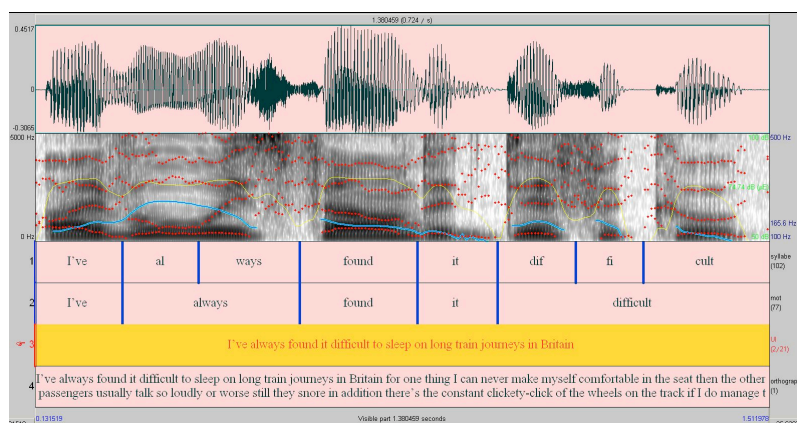 1.380459 (0.724 / s)
0.4517
0
-0.3065
5000 Hz
500 Hz
165.6 Hz
0 Hz
100 Hz
1 I've al ways found it dif fi cult syllabe (102)
2 I've always found it difficult mot (77)
3 I've always found it difficult to sleep on long train journeys in Britain UI (2/21)
4 I've always found it difficult to sleep on long train journeys in Britain for one thing I can never make myself comfortable in the seat then the other orthograp
passengers usually talk so loudly or worse still they snore in addition there's the constant clickety-click of the wheels on the track if I do manage t (1)
0.131519 Visible part 1.380459 seconds 1.511978